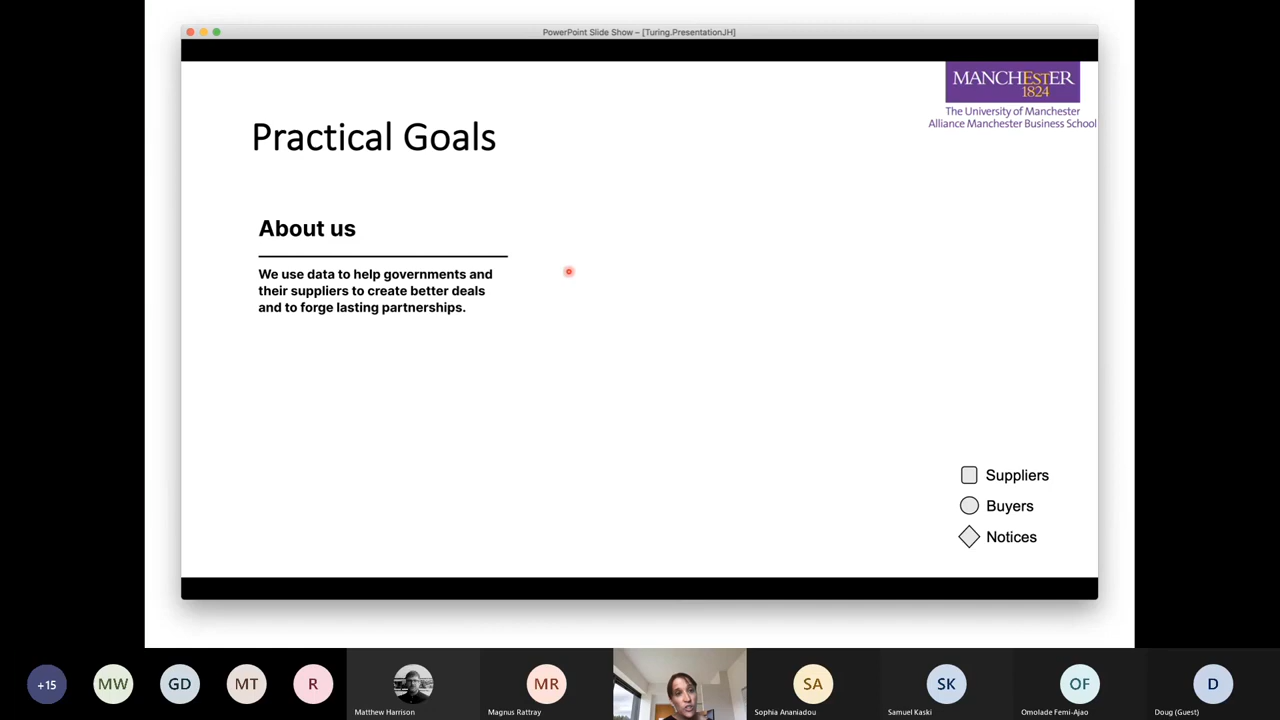 PowerPoint Slide Show – [Turing.PresentationJH]
MANCHESTER
1824
The University of Manchester
Alliance Manchester Business School
Practical Goals
About us
We use data to help governments and
their suppliers to create better deals
and to forge lasting partnerships.
Suppliers
Buyers
Notices
+15
MW
GD
MT
R
Matthew Harrison
MR
Magnus Rattray
SA
Sophia Ananiadou
SK
Samuel Kaski
OF
Omolade Femi-Ajao
D
Doug (Guest)